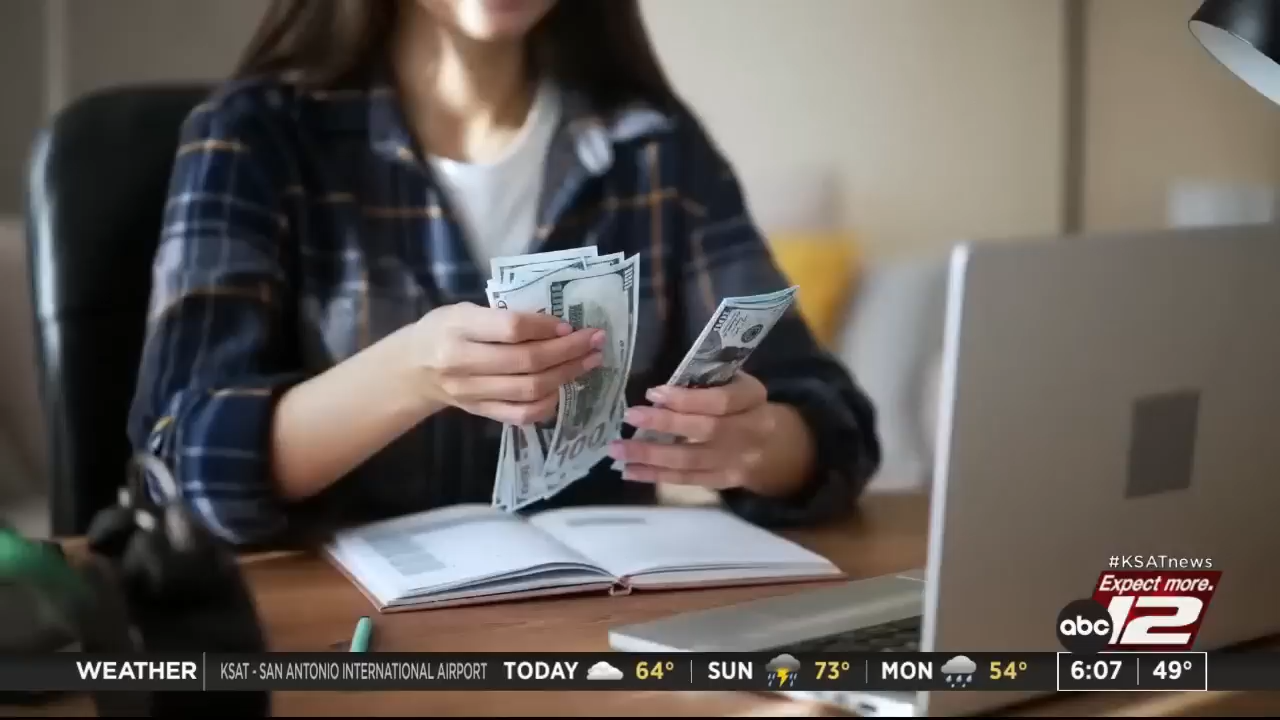 100
#KSATnews
Expect more.
abc 12
WEATHER KSAT - SAN ANTONIO INTERNATIONAL AIRPORT TODAY 64° SUN 73° MON 54° 6:07 49°